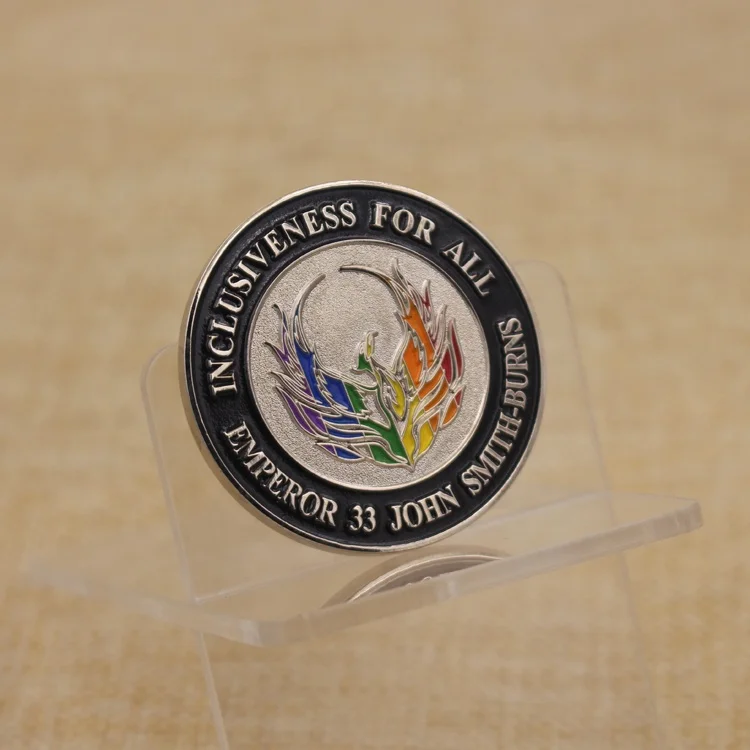 INCLUSIVENESS FOR ALL
EMPEROR 33 JOHN SMITH-BURNS